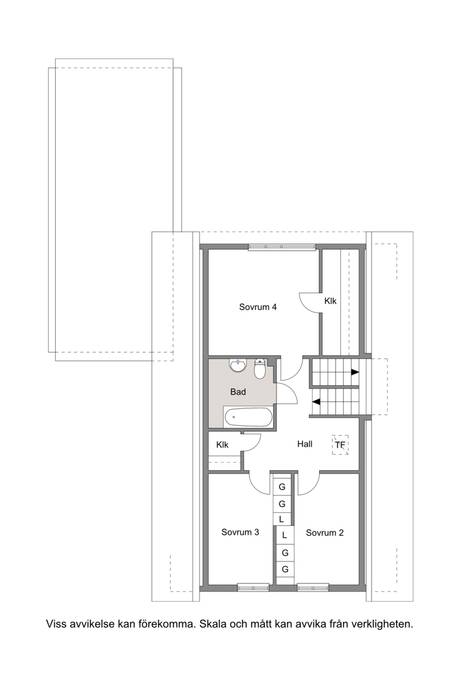 Sovrum 4
Klk
Bad
Klk
Hall
TF
G
G
L
Sovrum 3
L
Sovrum 2
G
G
Viss avvikelse kan förekomma. Skala och mått kan avvika från verkligheten.